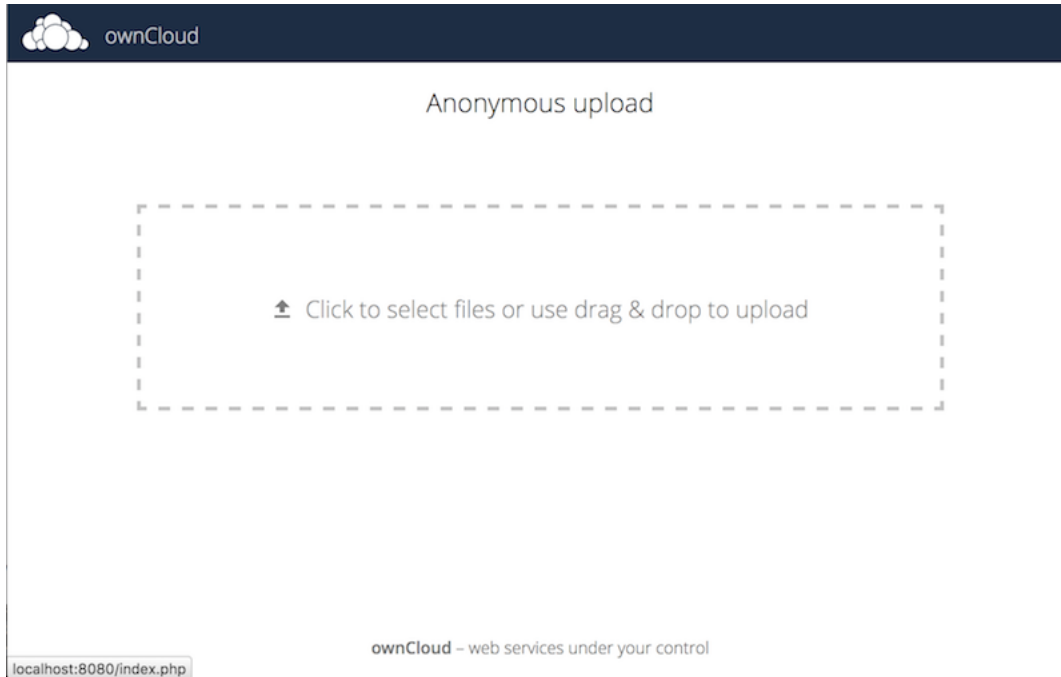 ownCloud
Anonymous upload
Click to select files or use drag & drop to upload
ownCloud – web services under your control
localhost:8080/index.php